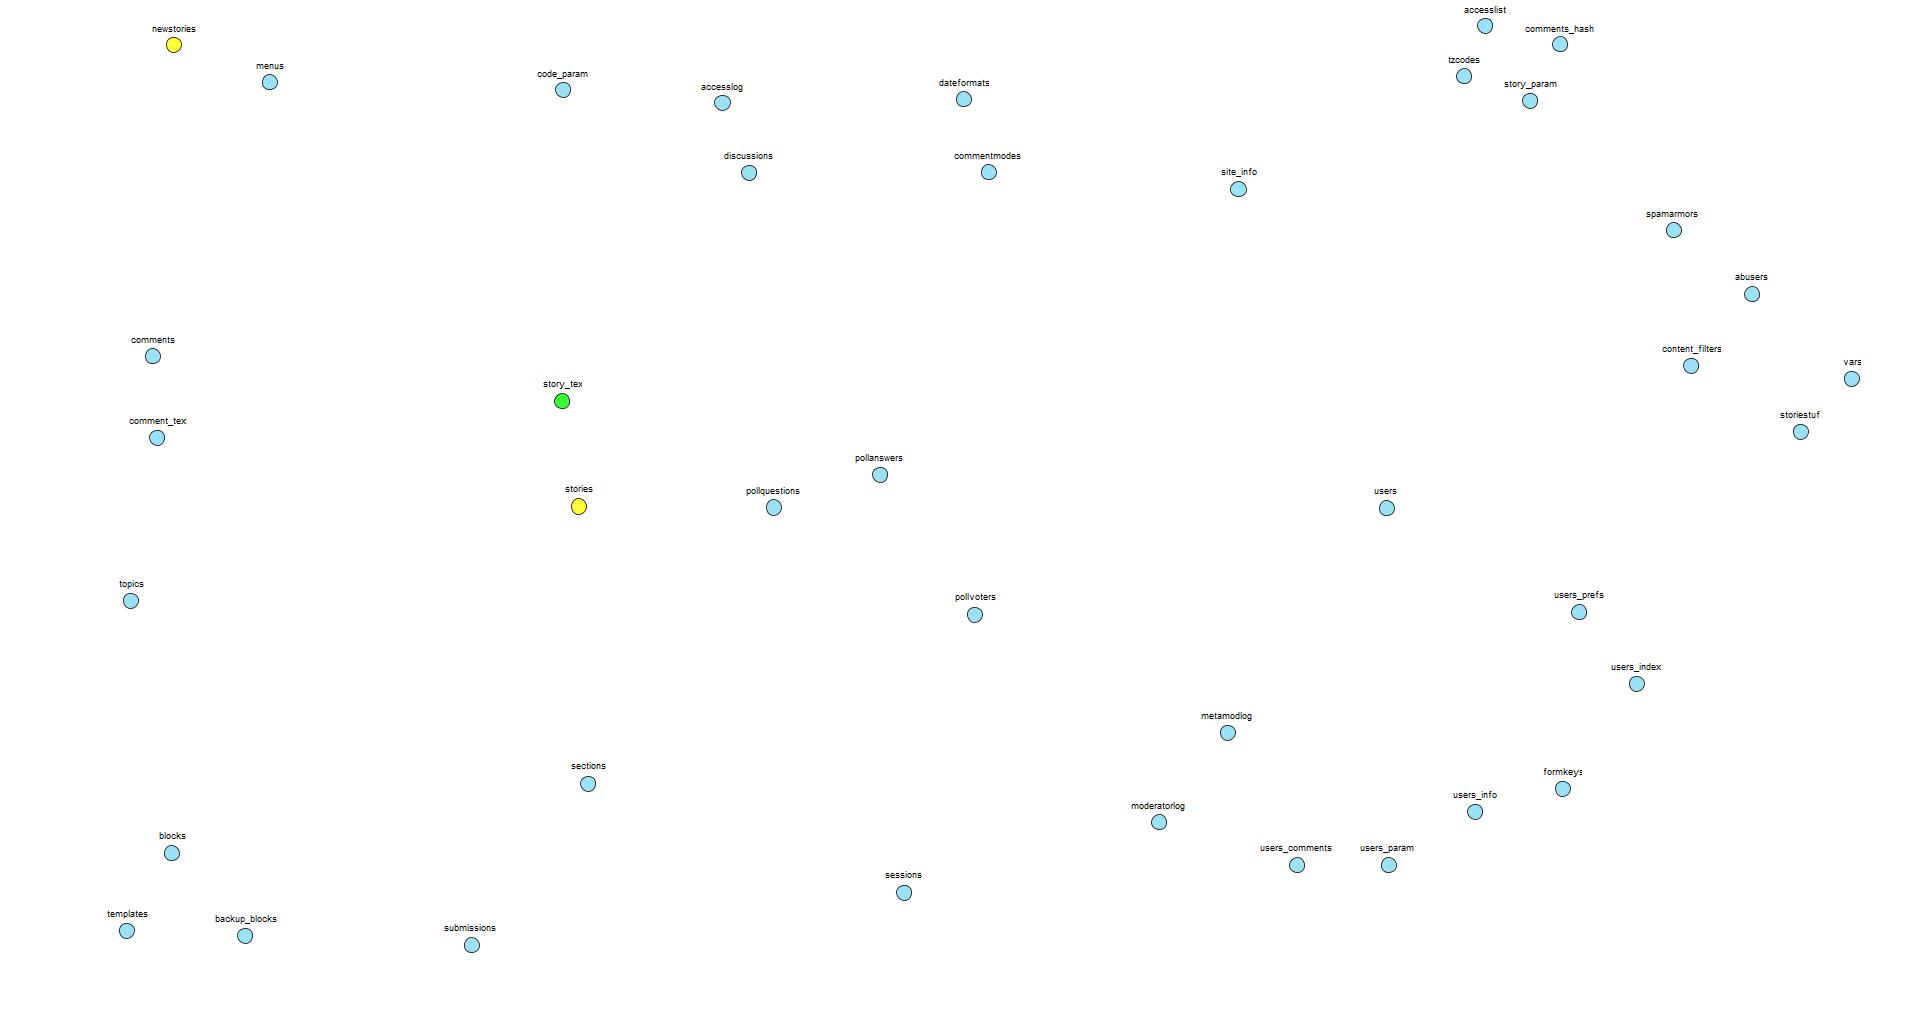 accesslist
newstories
comments_hash
tzcodes
menus
code_param
dateformats
story_param
accesslog
discussions
commentmodes
site_info
spamarmors
abusers
comments
content_filters
vars
story_tex
storiestuf
comment_tex
pollanswers
stories
pollquestions
users
topics
users_prefs
pollvoters
users_index
metamodlog
sections
formkeys
users_info
moderatorlog
blocks
users_comments
users_param
sessions
templates
backup_blocks
submissions